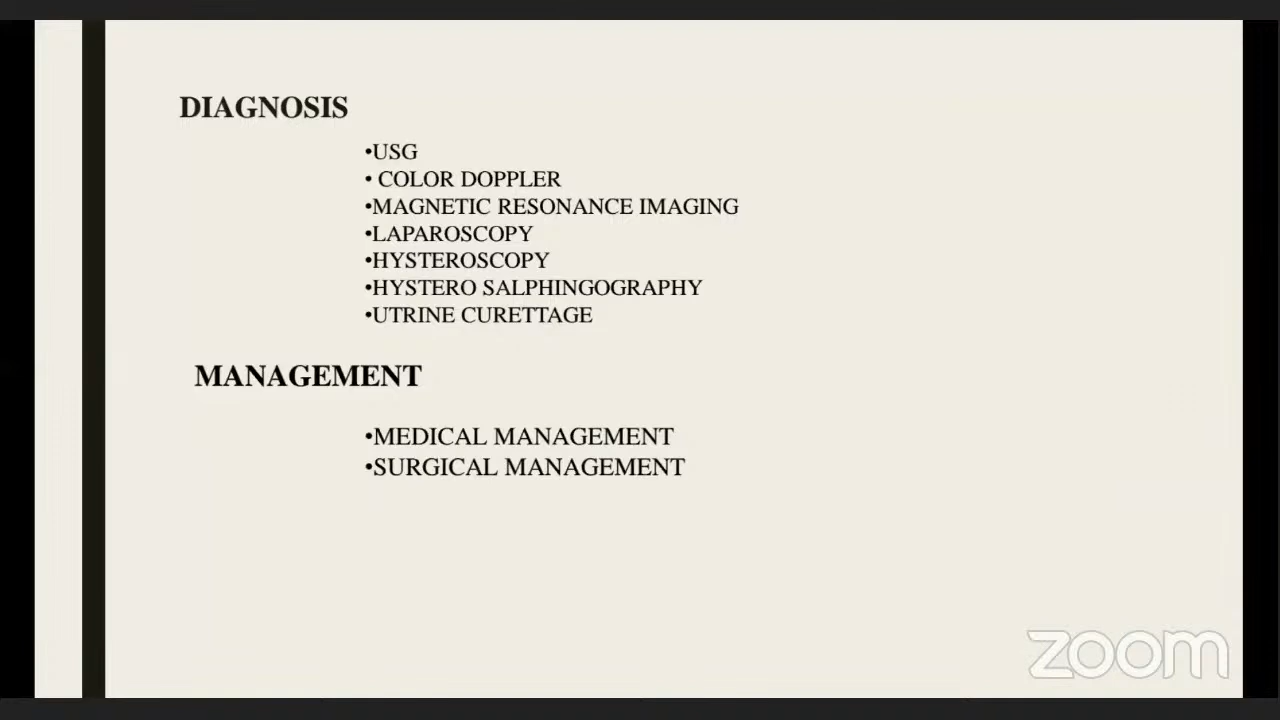 DIAGNOSIS
•USG
• COLOR DOPPLER
•MAGNETIC RESONANCE IMAGING
•LAPAROSCOPY
•HYSTEROSCOPY
•HYSTERO SALPHINGOGRAPHY
•UTRINE CURETTAGE
MANAGEMENT
•MEDICAL MANAGEMENT
•SURGICAL MANAGEMENT
zoom